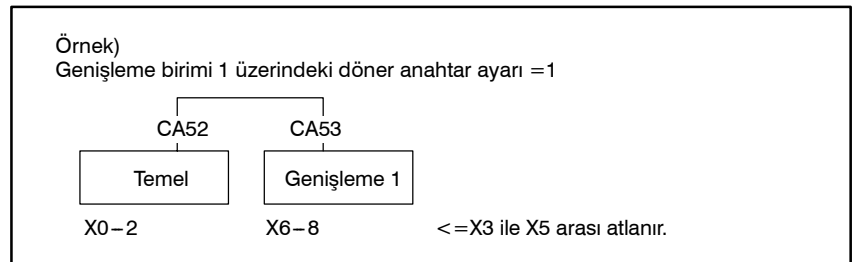 Örnek)
Genişleme birimi 1 üzerindeki döner anahtar ayarı =1
CA52 CA53
Temel Genişleme 1
X0-2 X6-8 <=X3 ile X5 arası atlanır.